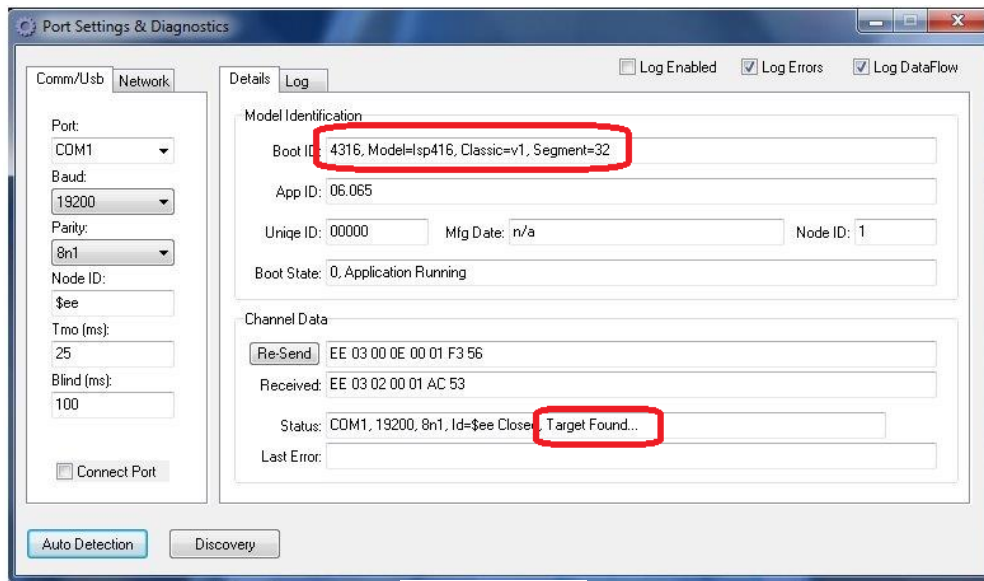 Port Settings & Diagnostics
Comm/Usb Network
Port:
COM1
Baud:
19200
Parity:
8n1
Node ID:
$ee
Tmo (ms):
25
Blind (ms):
100
Connect Port
Details Log
Log Enabled Log Errors Log DataFlow
Model Identification
Boot ID: 4316, Model=lsp416, Classic=v1, Segment=32
App ID: 06.065
Uniqe ID: 00000 Mfg Date: n/a Node ID: 1
Boot State: 0, Application Running
Channel Data
Re-Send EE 03 00 0E 00 01 F3 56
Received: EE 03 02 00 01 AC 53
Status: COM1, 19200, 8n1, Id=$ee Closed, Target Found...
Last Error:
Auto Detection Discovery